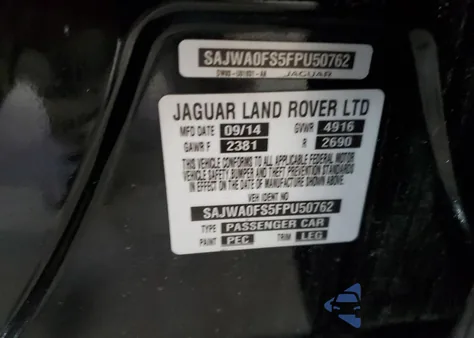 SAJWA0FS5FPU50762
JAGUAR
JAGUAR LAND ROVER LTD
MFD DATE 09/14 GVWR 4916
GAWR F 2381 R 2690
THIS VEHICLE CONFORMS TO ALL APPLICABLE FEDERAL MOTOR
VEHICLE SAFETY, BUMPER AND THEFT PREVENTION STANDARDS
IN EFFECT ON THE DATE OF MANUFACTURE SHOWN ABOVE.
VEH IDENT NO
SAJWA0FS5FPU50762
TYPE PASSENGER CAR
PAINT PEC TRIM LEG